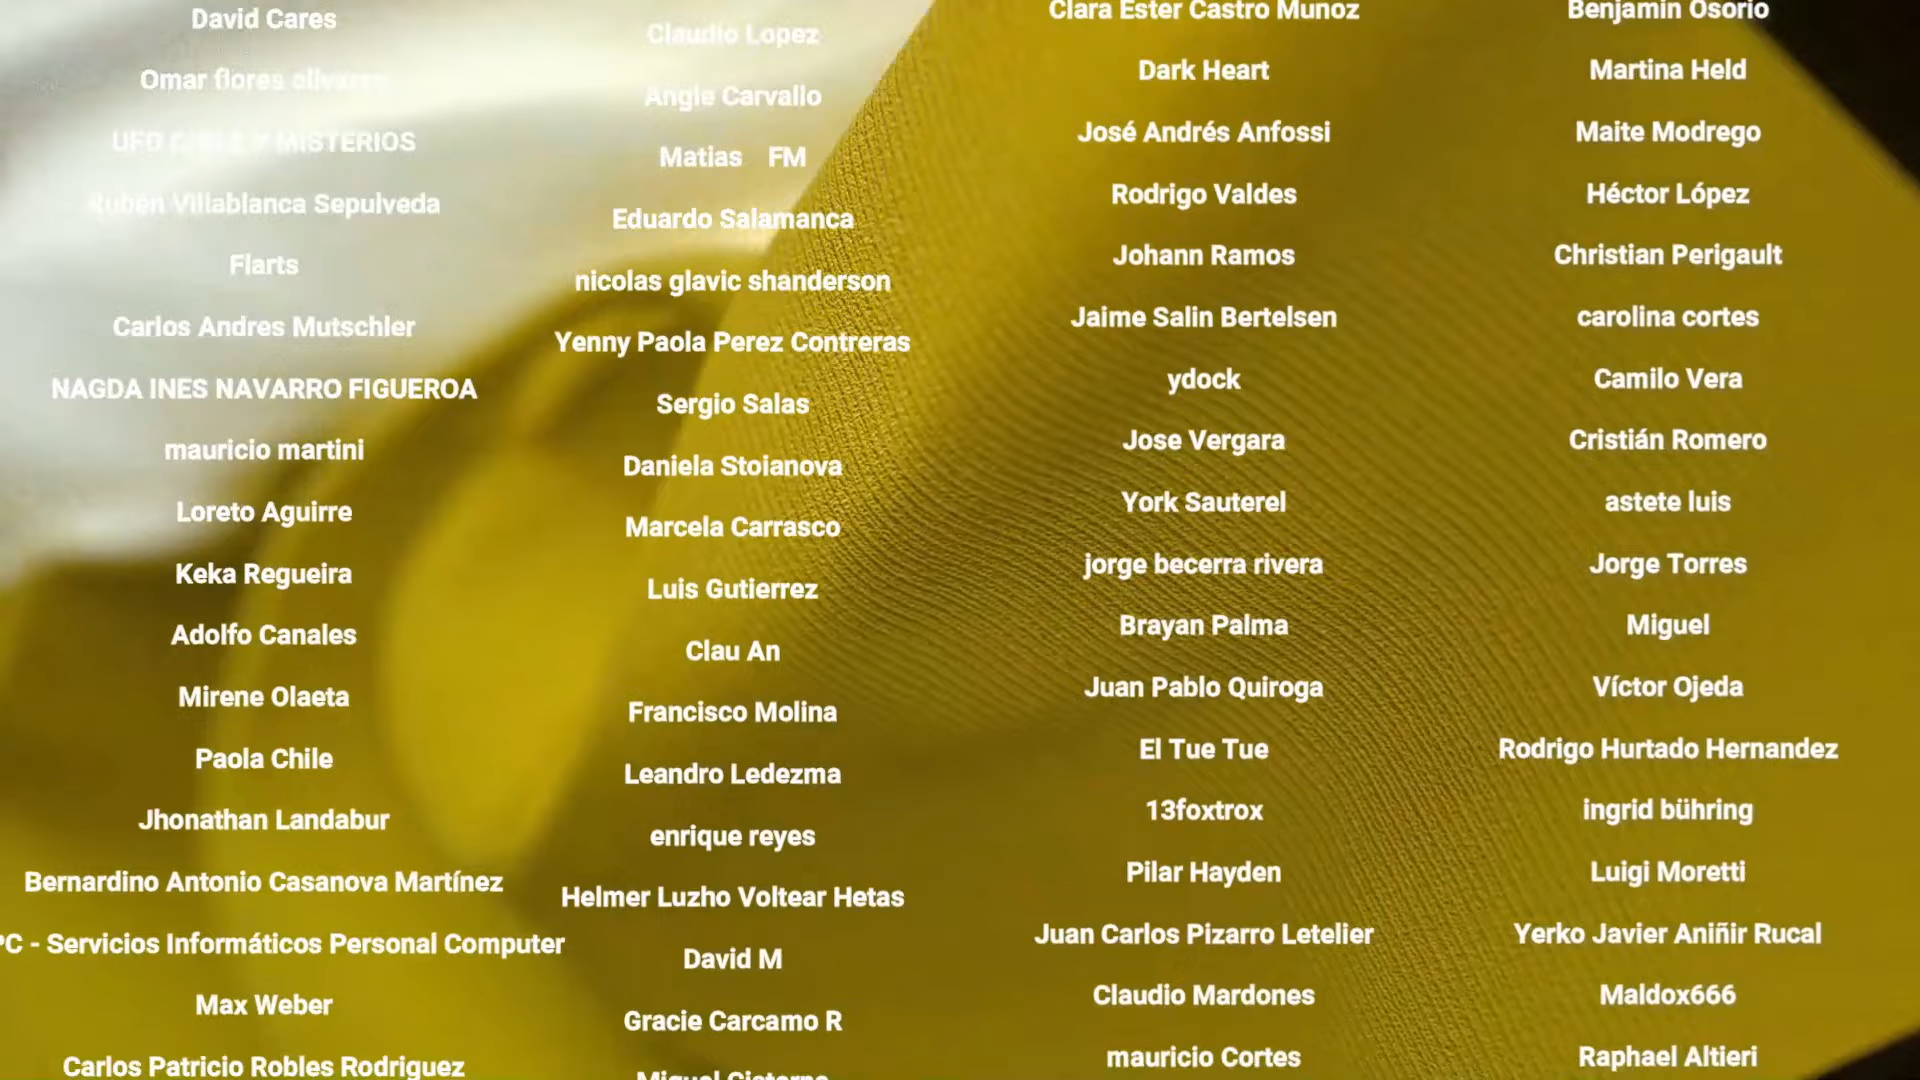 David Cares
Omar flores olivares
UFO CHILE Y MISTERIOS
Rubén Villablanca Sepulveda
Flarts
Carlos Andres Mutschler
NAGDA INES NAVARRO FIGUEROA
mauricio martini
Loreto Aguirre
Keka Regueira
Adolfo Canales
Mirene Olaeta
Paola Chile
Jhonathan Landabur
Bernardino Antonio Casanova Martínez
PC - Servicios Informáticos Personal Computer
Max Weber
Carlos Patricio Robles Rodriguez
Claudio Lopez
Angie Carvallo
Matias FM
Eduardo Salamanca
nicolas glavic shanderson
Yenny Paola Perez Contreras
Sergio Salas
Daniela Stoianova
Marcela Carrasco
Luis Gutierrez
Clau An
Francisco Molina
Leandro Ledezma
enrique reyes
Helmer Luzho Voltear Hetas
David M
Gracie Carcamo R
Clara Ester Castro Munoz
Dark Heart
José Andrés Anfossi
Rodrigo Valdes
Johann Ramos
Jaime Salin Bertelsen
ydock
Jose Vergara
York Sauterel
jorge becerra rivera
Brayan Palma
Juan Pablo Quiroga
El Tue Tue
13foxtrox
Pilar Hayden
Juan Carlos Pizarro Letelier
Claudio Mardones
mauricio Cortes
Benjamin Osorio
Martina Held
Maite Modrego
Héctor López
Christian Perigault
carolina cortes
Camilo Vera
Cristián Romero
astete luis
Jorge Torres
Miguel
Víctor Ojeda
Rodrigo Hurtado Hernandez
ingrid bühring
Luigi Moretti
Yerko Javier Aniñir Rucal
Maldox666
Raphael Altieri